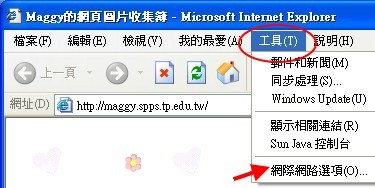 Maggy的網頁圖片收集簿 - Microsoft Internet Explorer
檔案(F) 編輯(E) 檢視(V) 我的最愛(A) 工具(T) 說明(H)
上一頁
郵件和新聞(M)
同步處理(S)...
Windows Update(U)
網址(D) http://maggy.spps.tp.edu.tw/
顯示相關連結(R)
Sun Java 控制台
網際網路選項(O)...